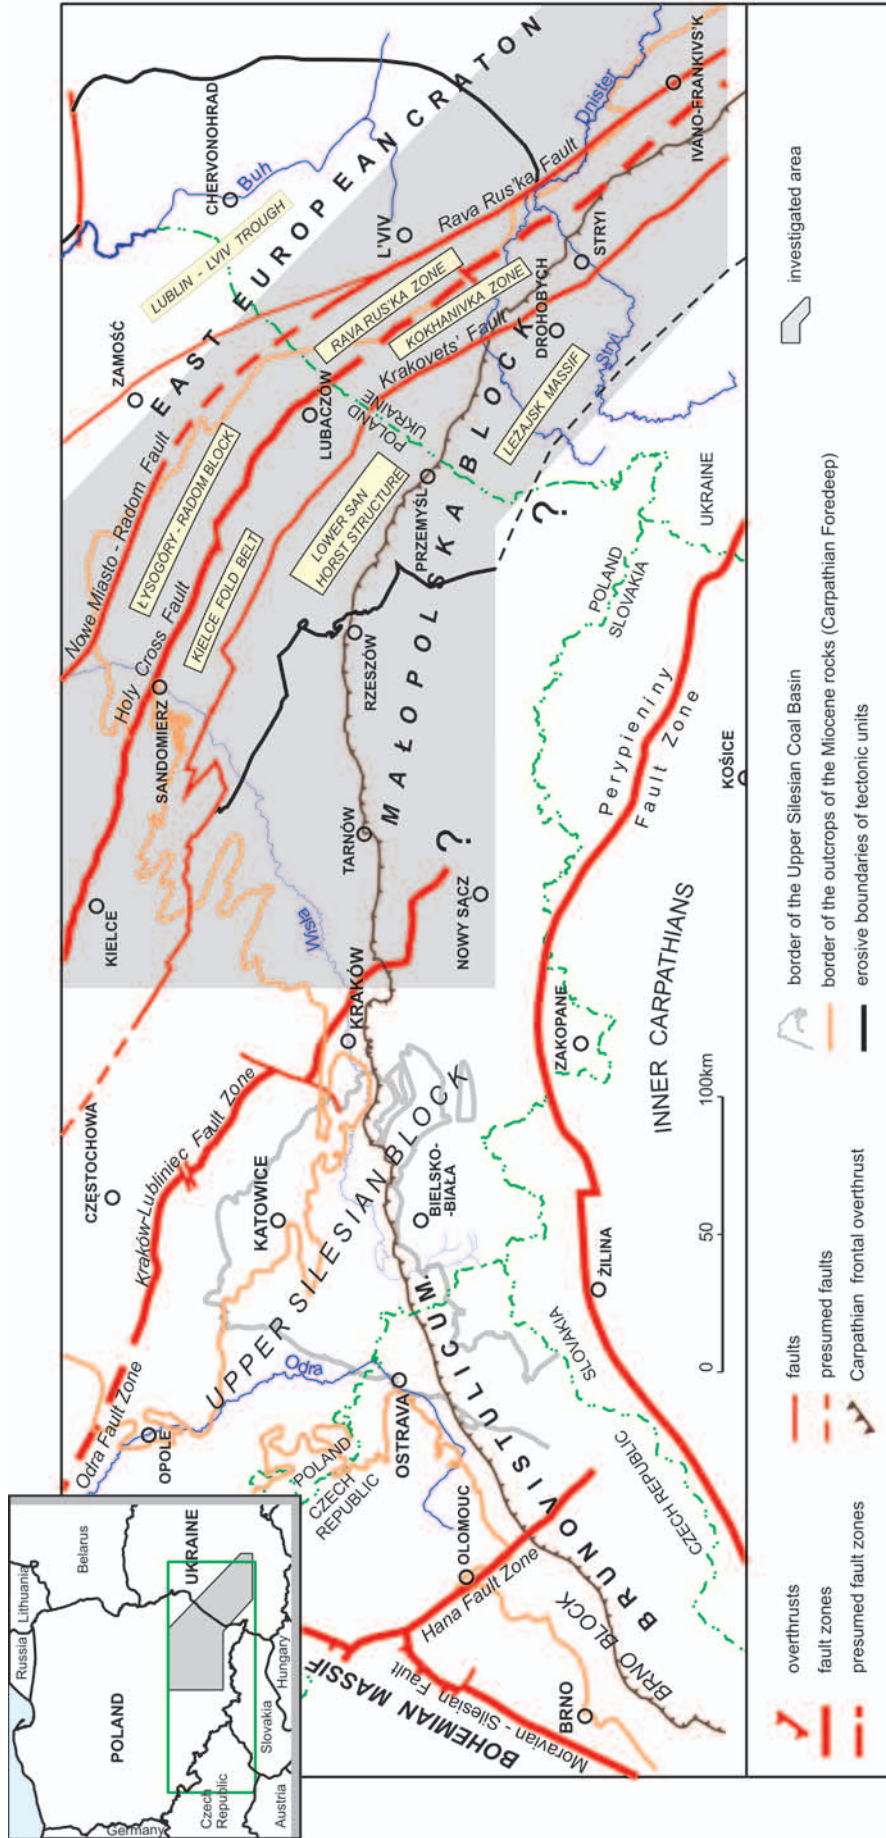 Russia
Lithuania
Belarus
POLAND
Germany
UKRAINE
Czech
Republic
Slovakia
Austria
Hungary
Odra Fault Zone
OPOLE
Kraków-Lubliniec Fault Zone
CZĘSTOCHOWA
KIELCE
Holy Cross Fault
Nowe Miasto - Radom Fault
SANDOMIERZ
ŁYSOGÓRY - RADOM BLOCK
KIELCE FOLD BELT
ZAMOŚĆ
EAST EUROPEAN CRATON
LUBLIN - LVIV TROUGH
CHERVONOHRAD
Buh
L'VIV
LUBACZÓW
RAVA RUS'KA ZONE
KOKHANIVKA ZONE
Rava Rus'ka Fault
Krakovets' Fault
Dnister
IVANO-FRANKIVS'K
STRYI
Stryi
DROHOBYCH
POLAND
UKRAINE
LOWER SAN
HORST STRUCTURE
LEŻAJSK MASSIF
PRZEMYŚL
RZESZÓW
MAŁOPOLSKA BLOCK
TARNÓW
Wisła
?
?
NOWY SĄCZ
KRAKÓW
KATOWICE
UPPER SILESIAN BLOCK
BIELSKO-
-BIAŁA
Odra
POLAND
CZECH
REPUBLIC
OSTRAVA
OLOMOUC
Hana Fault Zone
BOHEMIAN MASSIF
Moravian - Silesian Fault
BRNO
BRNO BLOCK
BRUNOVISTULICUM
CZECH REPUBLIC
SLOVAKIA
ŻILINA
ZAKOPANE
INNER CARPATHIANS
Perypieniny
Fault Zone
KOŠICE
POLAND
SLOVAKIA
UKRAINE
0
50
100km
overthrusts
fault zones
presumed fault zones
faults
presumed faults
Carpathian frontal overthrust
border of the Upper Silesian Coal Basin
border of the outcrops of the Miocene rocks (Carpathian Foredeep)
erosive boundaries of tectonic units
investigated area